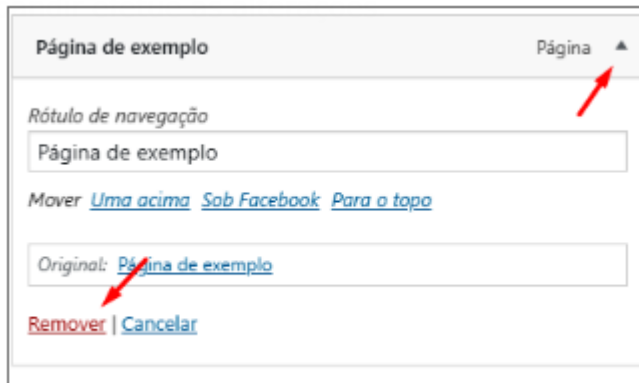 Página de exemplo Página
Rótulo de navegação
Página de exemplo
Mover Uma acima Sob Facebook Para o topo
Original: Página de exemplo
Remover | Cancelar